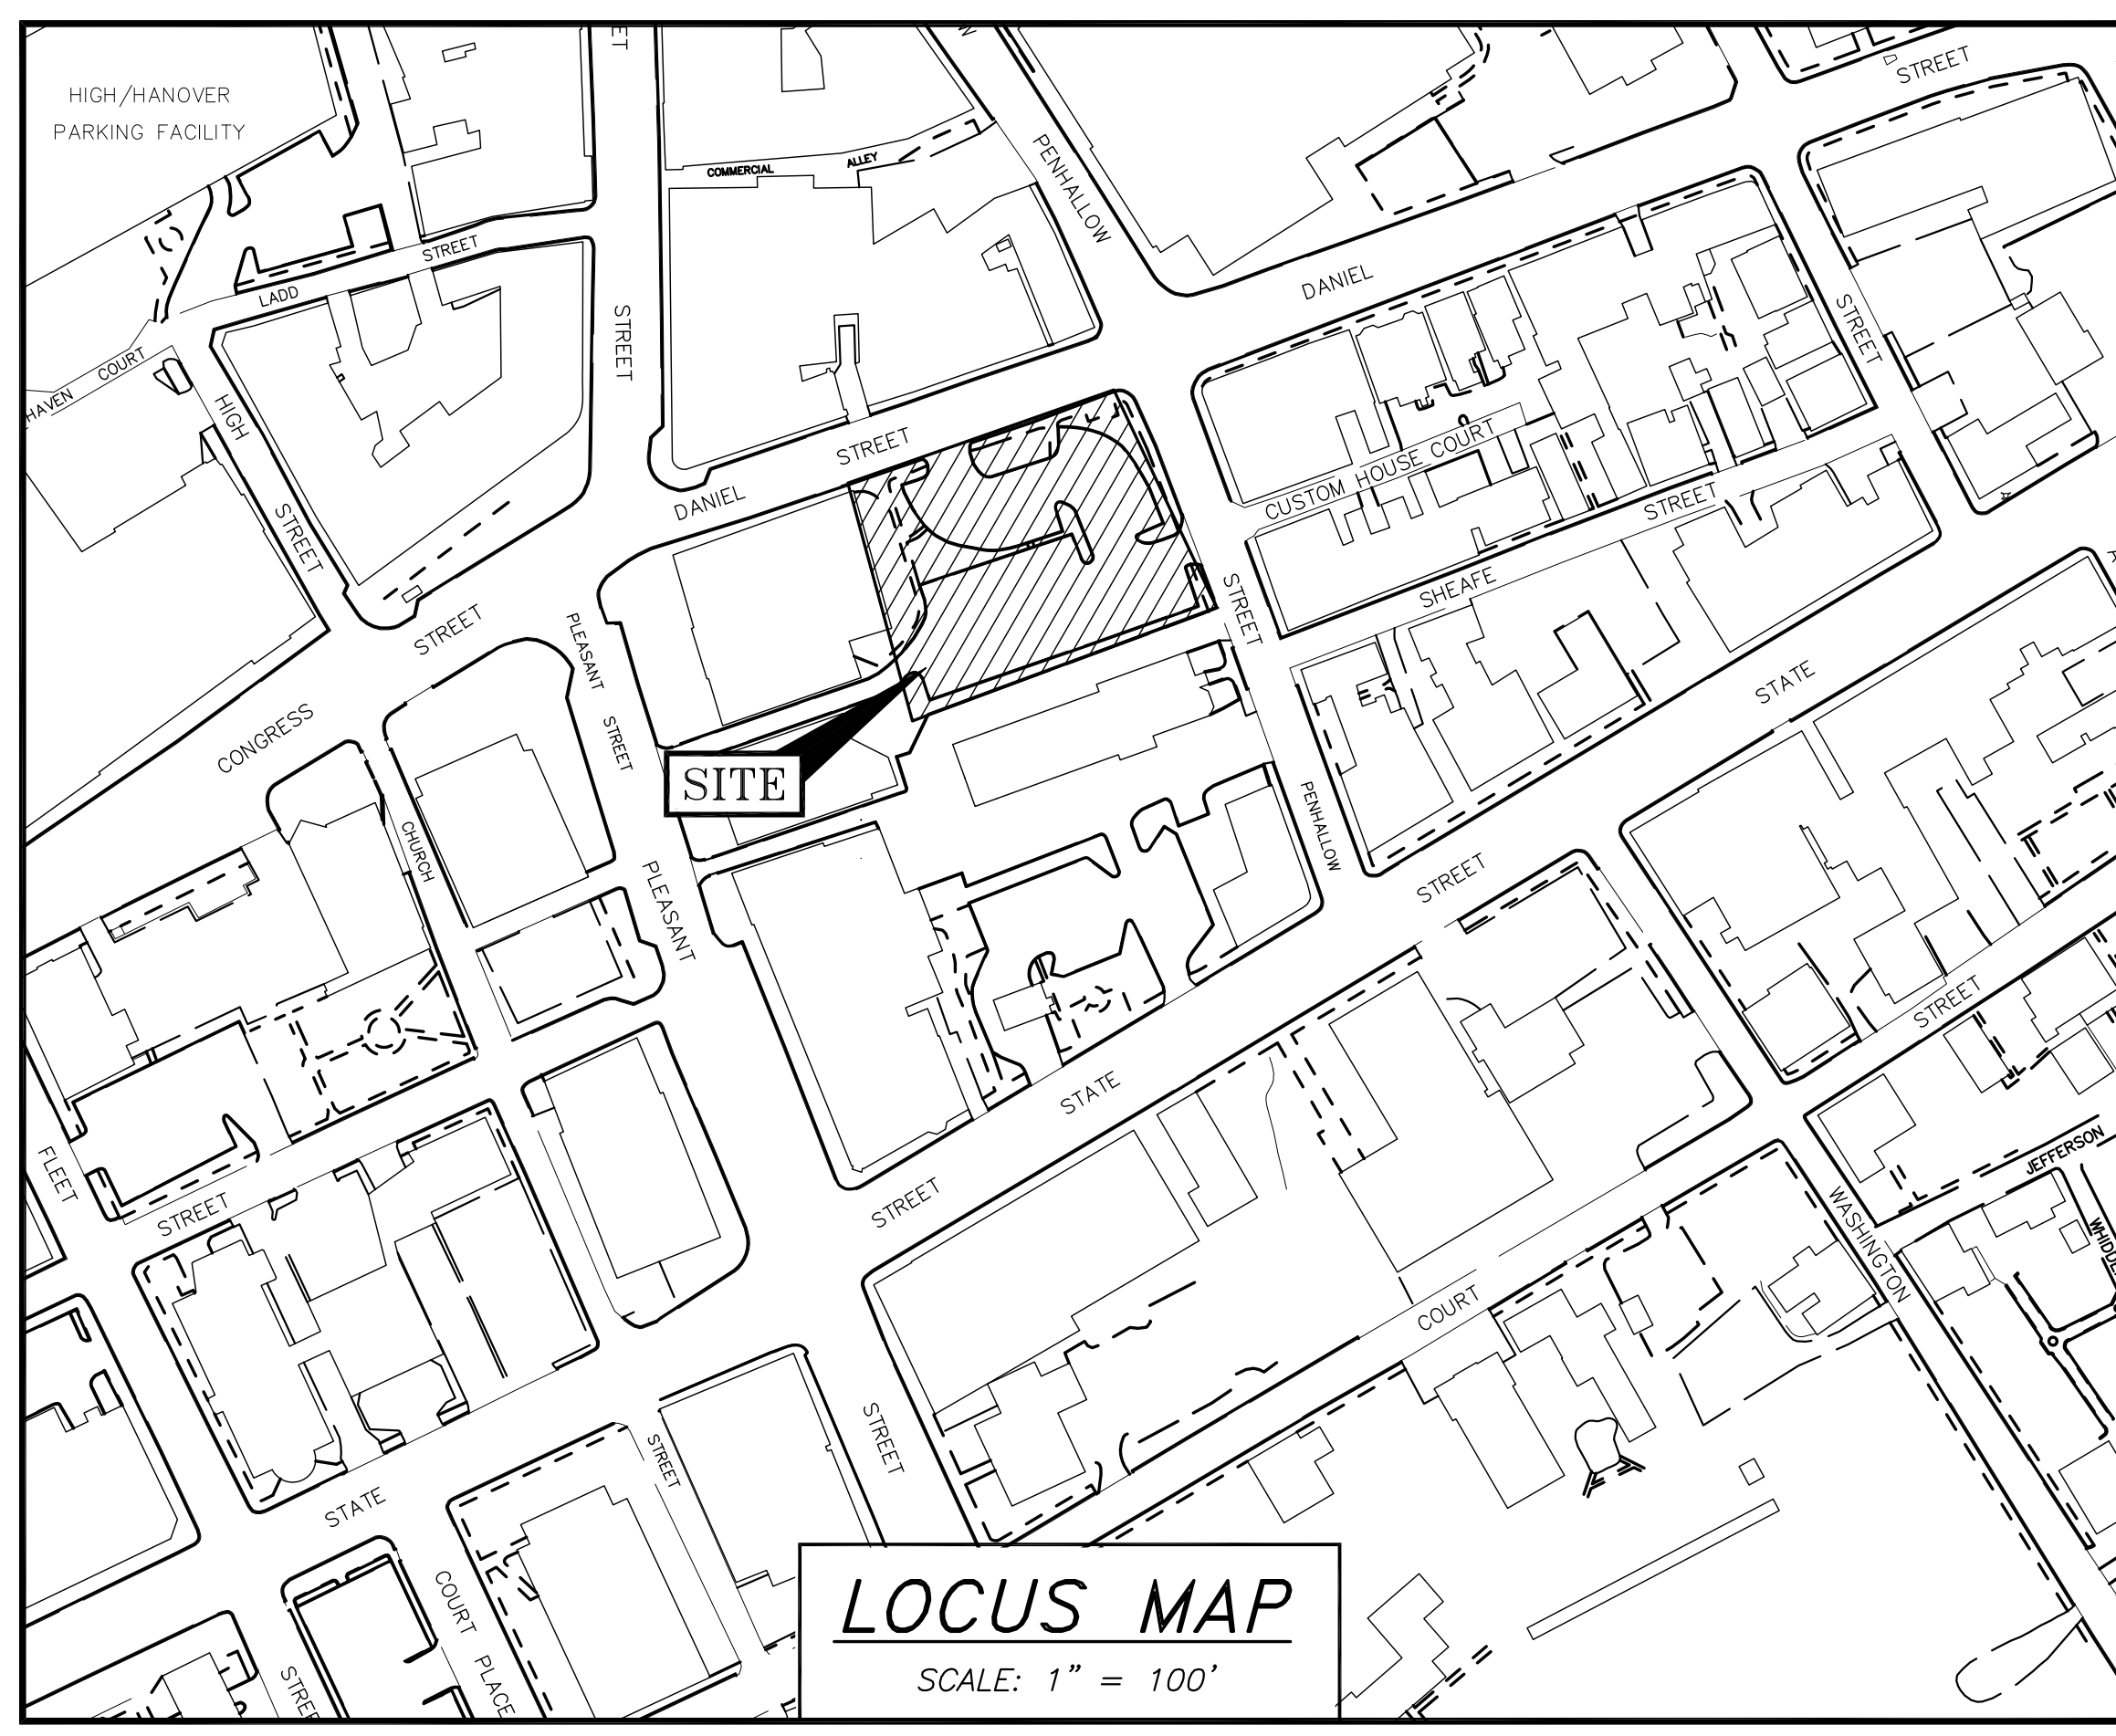 HIGH/HANOVER
PARKING FACILITY
STREET
COMMERCIAL
ALLEY
PENHALLOW
STREET
LADD
STREET
DANIEL
STREET
HAVEN COURT
HIGH
STREET
STREET
DANIEL
CUSTOM HOUSE COURT
STREET
SHEAFE
STREET
STREET
PLEASANT
STREET
CONGRESS
STATE
SITE
PENHALLOW
CHURCH
STREET
PLEASANT
STREET
STATE
JEFFERSON
FLEET
STREET
STREET
WASHINGTON
COURT
STREET
STREET
STATE
COURT PLACE
LOCUS MAP
SCALE: 1" = 100'